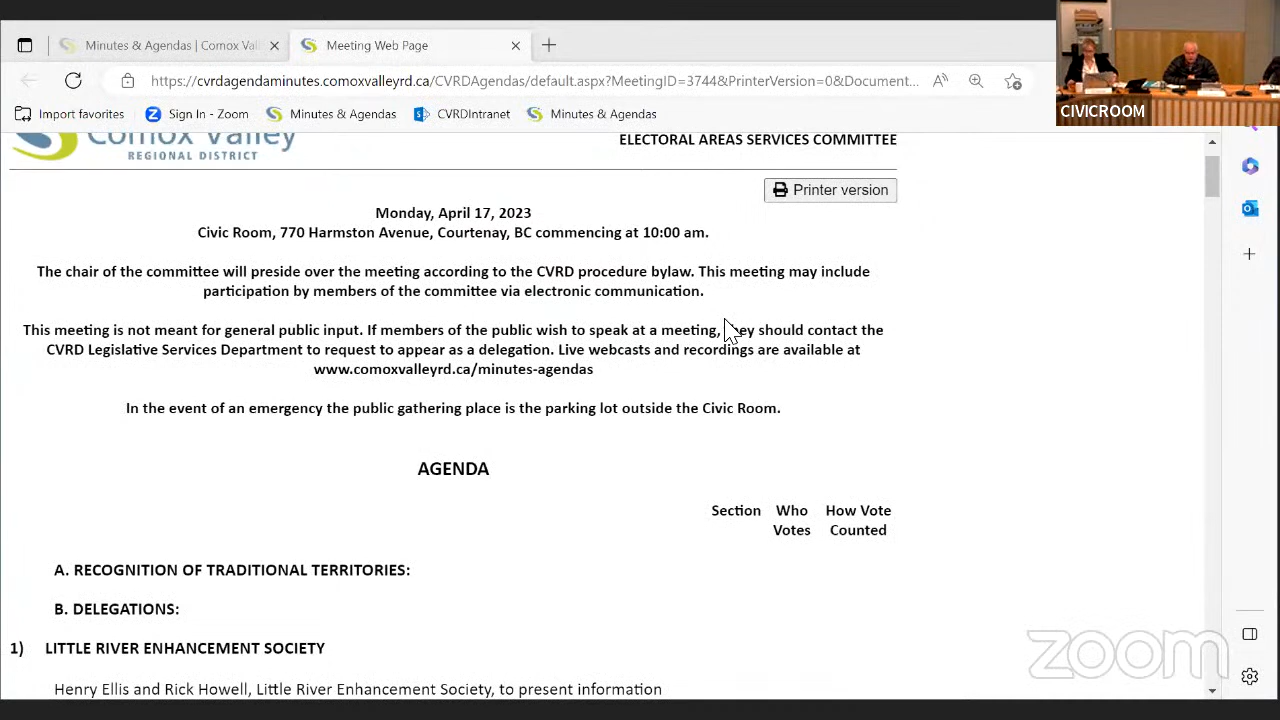 Minutes & Agendas | Comox Vall
Meeting Web Page
https://cvrdagendaminutes.comoxvalleyrd.ca/CVRDAgendas/default.aspx?MeetingID=3744&PrinterVersion=0&Document...
Import favorites
Sign In - Zoom
Minutes & Agendas
CVRDIntranet
Minutes & Agendas
CIVICROOM
Comox Valley
REGIONAL DISTRICT
ELECTORAL AREAS SERVICES COMMITTEE
Printer version
Monday, April 17, 2023
Civic Room, 770 Harmston Avenue, Courtenay, BC commencing at 10:00 am.
The chair of the committee will preside over the meeting according to the CVRD procedure bylaw. This meeting may include
participation by members of the committee via electronic communication.
This meeting is not meant for general public input. If members of the public wish to speak at a meeting, they should contact the
CVRD Legislative Services Department to request to appear as a delegation. Live webcasts and recordings are available at
www.comoxvalleyrd.ca/minutes-agendas
In the event of an emergency the public gathering place is the parking lot outside the Civic Room.
AGENDA
Section Who How Vote
Votes Counted
A. RECOGNITION OF TRADITIONAL TERRITORIES:
B. DELEGATIONS:
1) LITTLE RIVER ENHANCEMENT SOCIETY
Henry Ellis and Rick Howell, Little River Enhancement Society, to present information
zoom